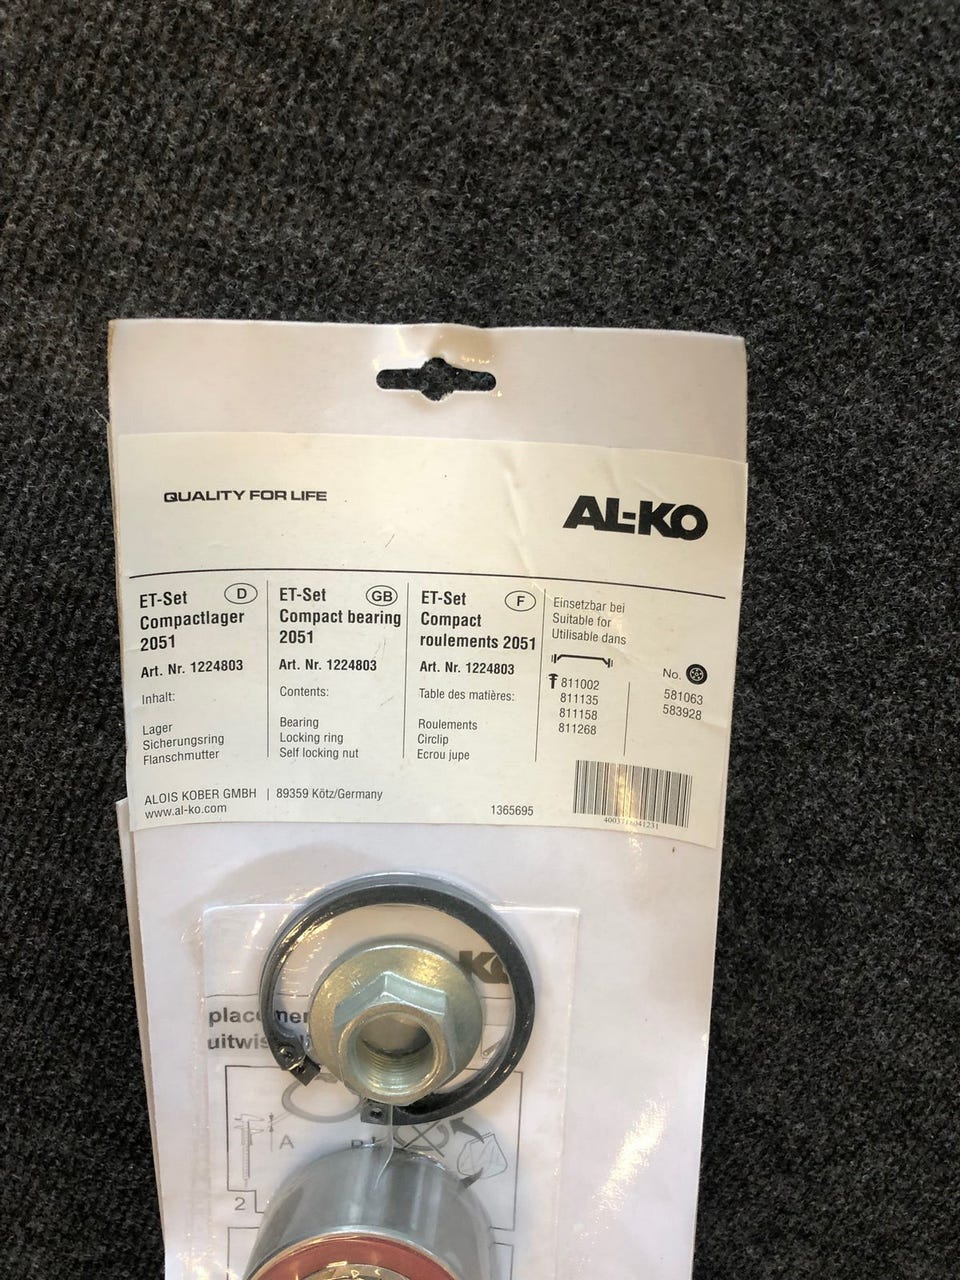 QUALITY FOR LIFE
AL-KO
ET-Set D
Compactlager
2051
Art. Nr. 1224803
Inhalt:
Lager
Sicherungsring
Flanschmutter
ET-Set GB
Compact bearing
2051
Art. Nr. 1224803
Contents:
Bearing
Locking ring
Self locking nut
ET-Set F
Compact
roulements 2051
Art. Nr. 1224803
Table des matières:
Roulements
Circlip
Ecrou jupe
Einsetzbar bei
Suitable for
Utilisable dans
811002
811135
811158
811268
No.
581063
583928
ALOIS KOBER GMBH | 89359 Kötz/Germany
www.al-ko.com
1365695
A
2